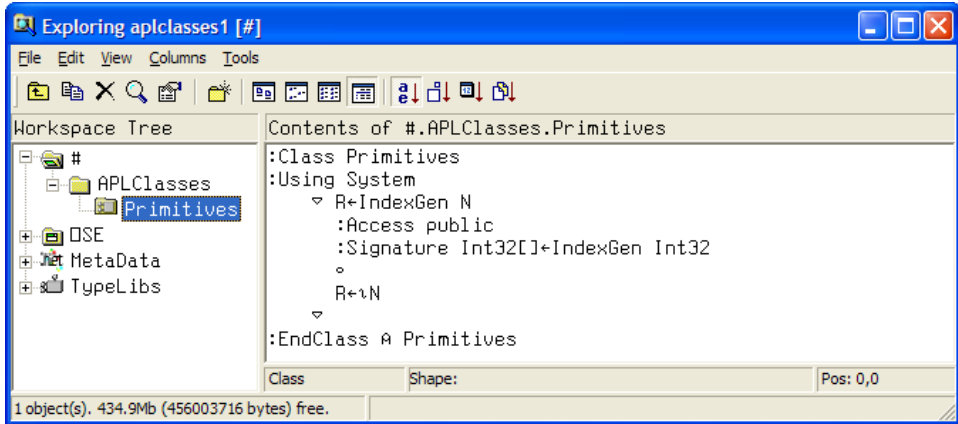 Exploring aplclasses1 [#]
File Edit View Columns Tools
Workspace Tree
Contents of #.APLClasses.Primitives
#
APLClasses
Primitives
⎕SE
MetaData
TypeLibs
:Class Primitives
:Using System
∇ R←IndexGen N
:Access public
:Signature Int32[]←IndexGen Int32
∘
R←⍳N
∇
:EndClass ⍝ Primitives
Class Shape: Pos: 0,0
1 object(s). 434.9Mb (456003716 bytes) free.